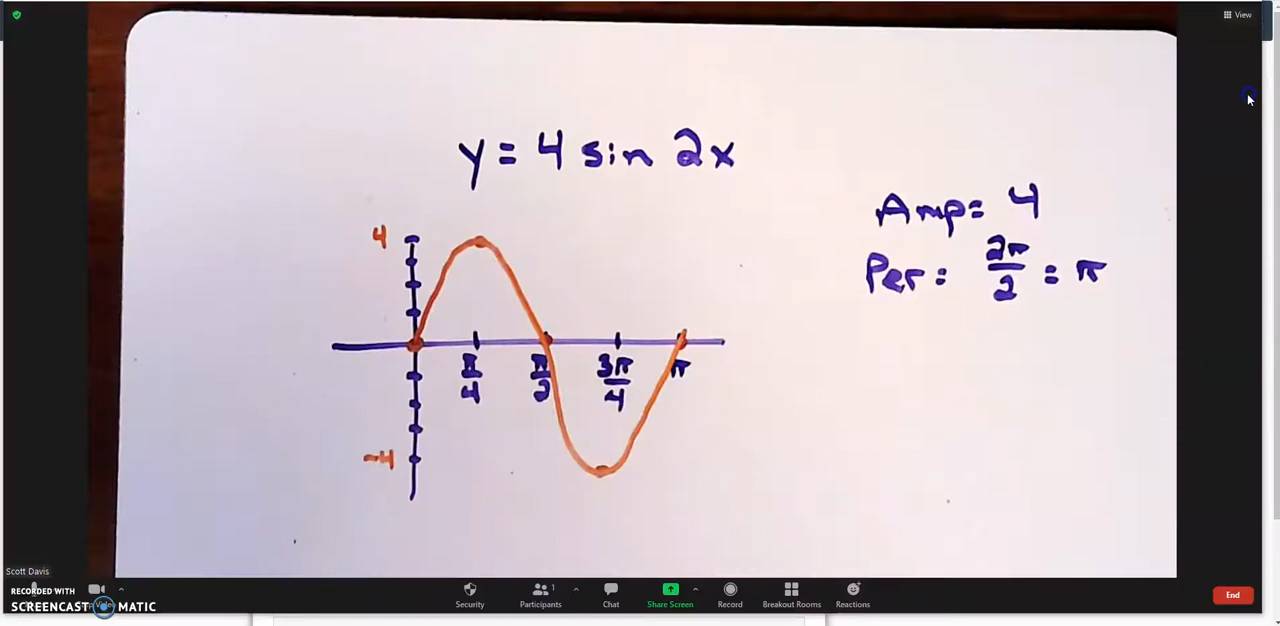 View
y = 4 sin 2x
Amp = 4
Per = 2π/2 = π
4
π/4 π/2 3π/4 π
-4
Scott Davis
RECORDED WITH
SCREENCAST MATIC
Security Participants 1 Chat Share Screen Record Breakout Rooms Reactions End